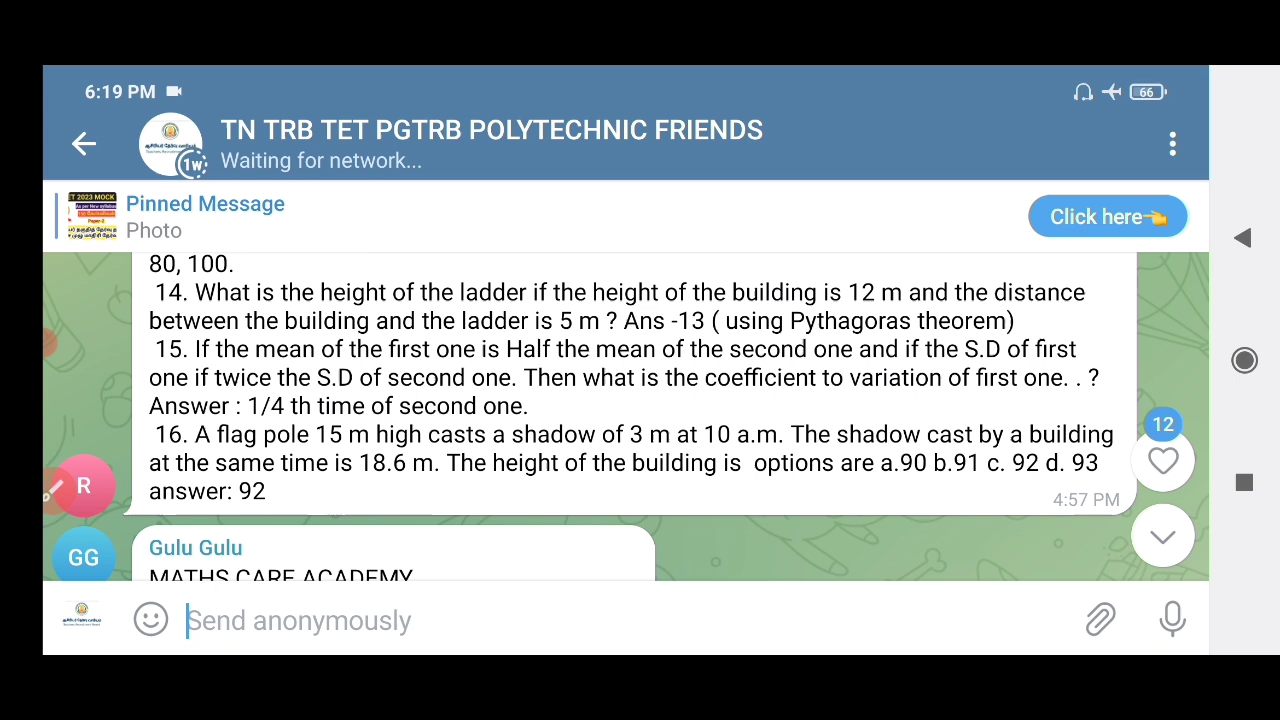 6:19 PM
66
TN TRB TET PGTRB POLYTECHNIC FRIENDS
1w
Waiting for network...
T 2023 MOCK
Pinned Message
Photo
Click here
80, 100.
14. What is the height of the ladder if the height of the building is 12 m and the distance
between the building and the ladder is 5 m ? Ans -13 ( using Pythagoras theorem)
15. If the mean of the first one is Half the mean of the second one and if the S.D of first
one if twice the S.D of second one. Then what is the coefficient to variation of first one. . ?
Answer : 1/4 th time of second one.
16. A flag pole 15 m high casts a shadow of 3 m at 10 a.m. The shadow cast by a building
at the same time is 18.6 m. The height of the building is  options are a.90 b.91 c. 92 d. 93
answer: 92
4:57 PM
12
R
GG
Gulu Gulu
MATHS CARE ACADEMY
Send anonymously